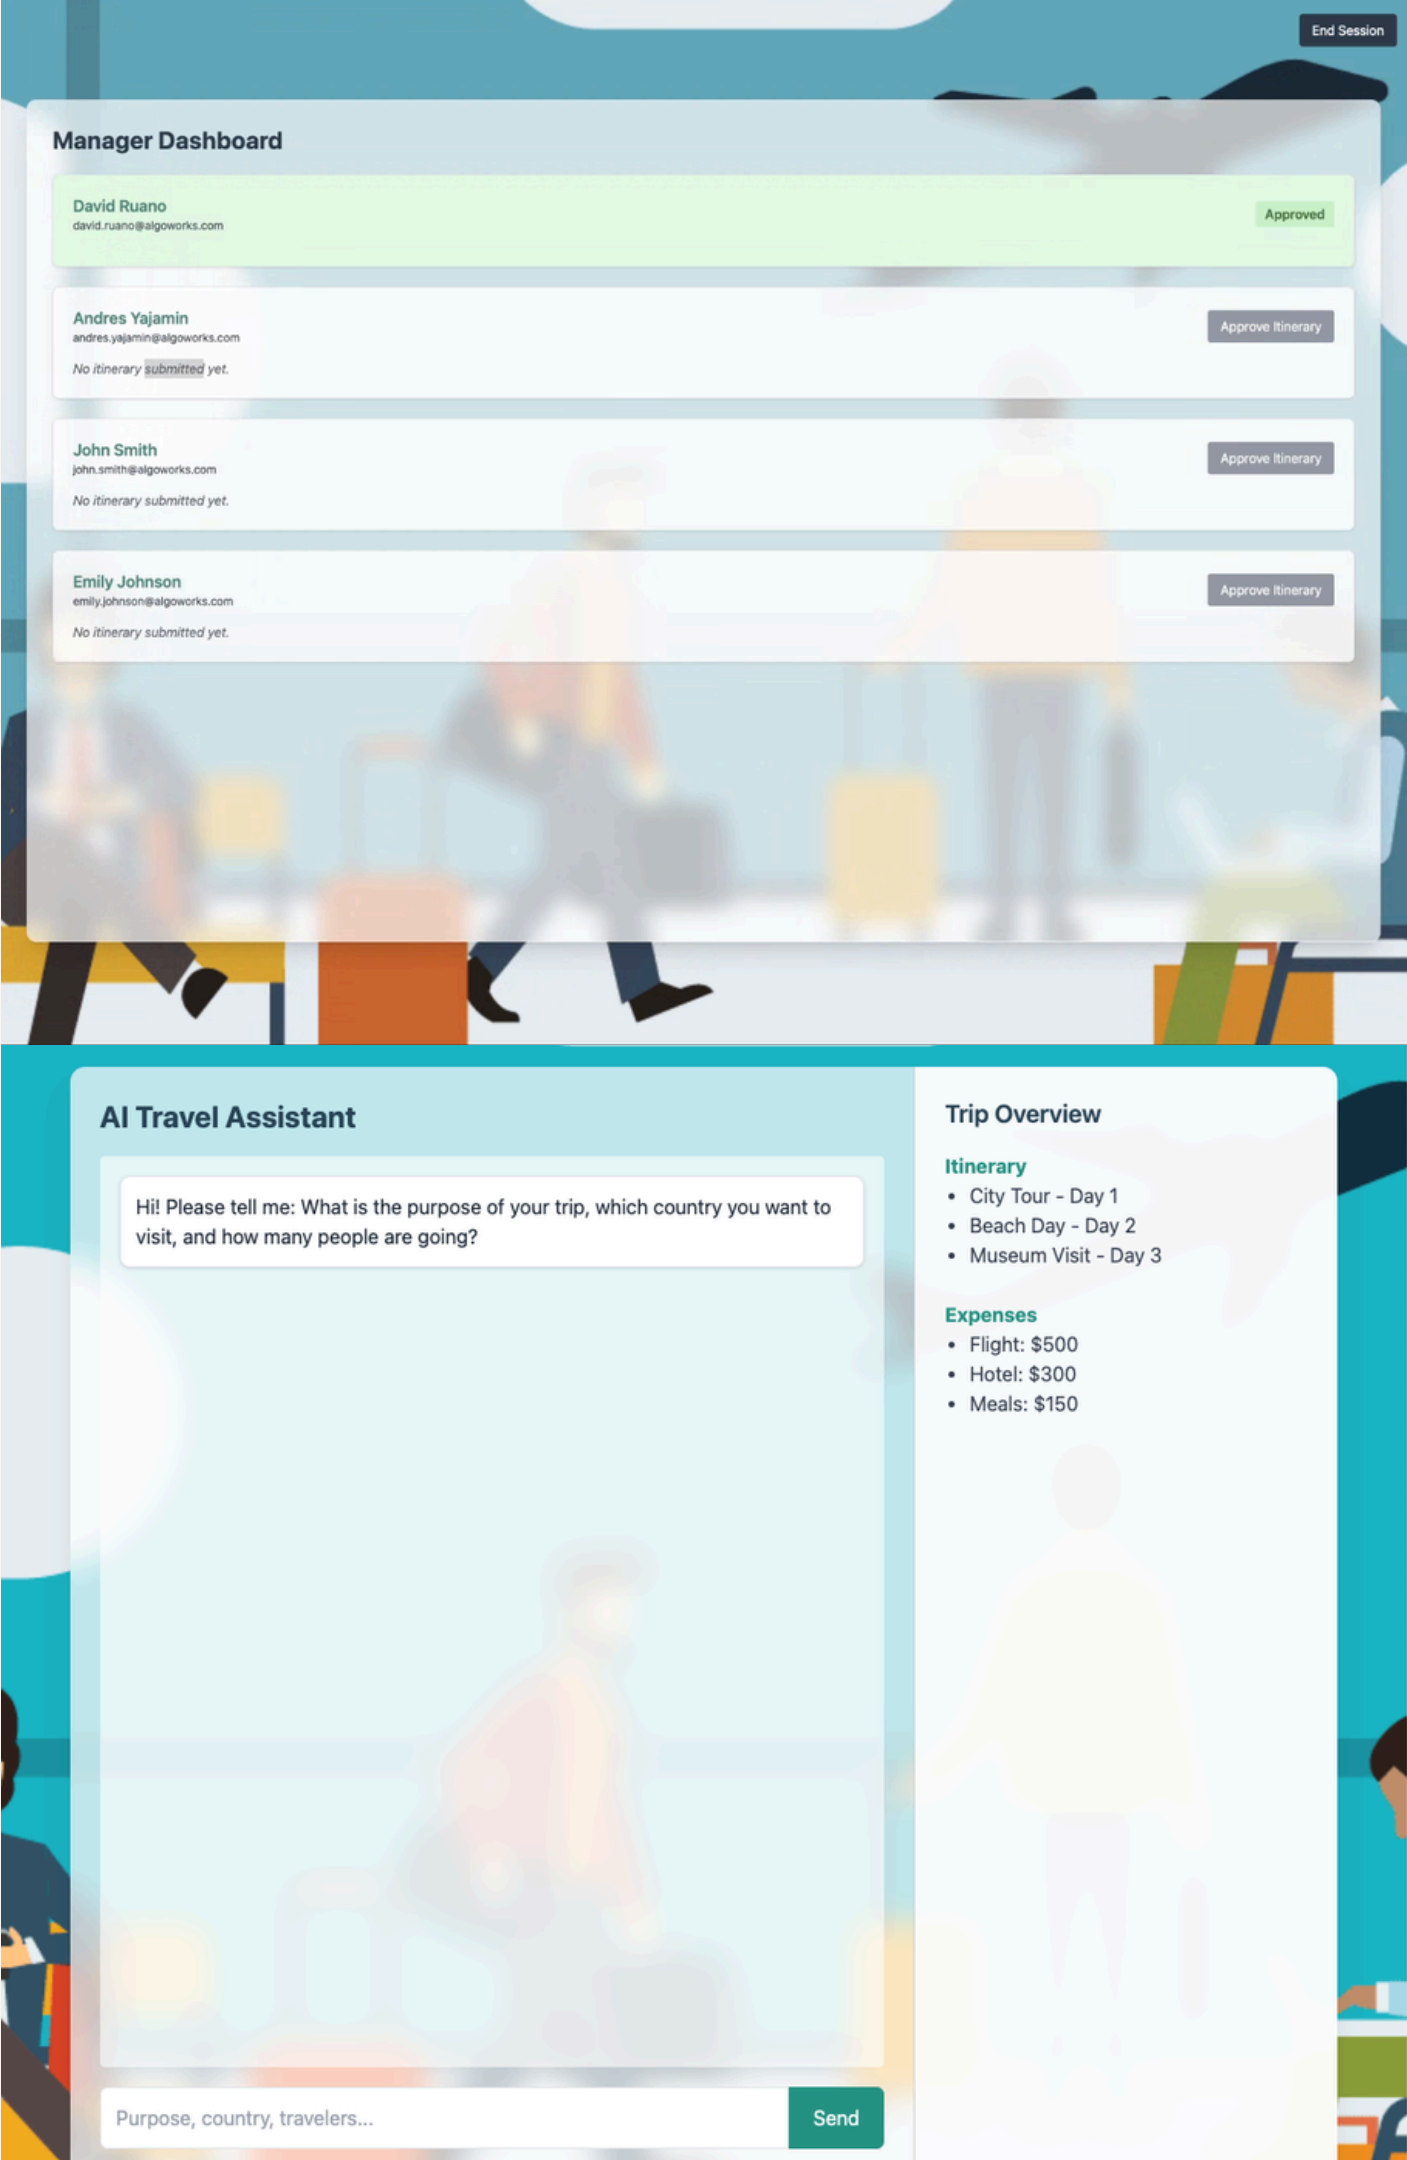 End Session
Manager Dashboard
David Ruano
david.ruano@algoworks.com
Approved
Andres Yajamin
andres.yajamin@algoworks.com
Approve Itinerary
No itinerary submitted yet.
John Smith
john.smith@algoworks.com
Approve Itinerary
No itinerary submitted yet.
Emily Johnson
emily.johnson@algoworks.com
Approve Itinerary
No itinerary submitted yet.
AI Travel Assistant
Hi! Please tell me: What is the purpose of your trip, which country you want to
visit, and how many people are going?
Purpose, country, travelers...
Send
Trip Overview
Itinerary
• City Tour - Day 1
• Beach Day - Day 2
• Museum Visit - Day 3
Expenses
• Flight: $500
• Hotel: $300
• Meals: $150